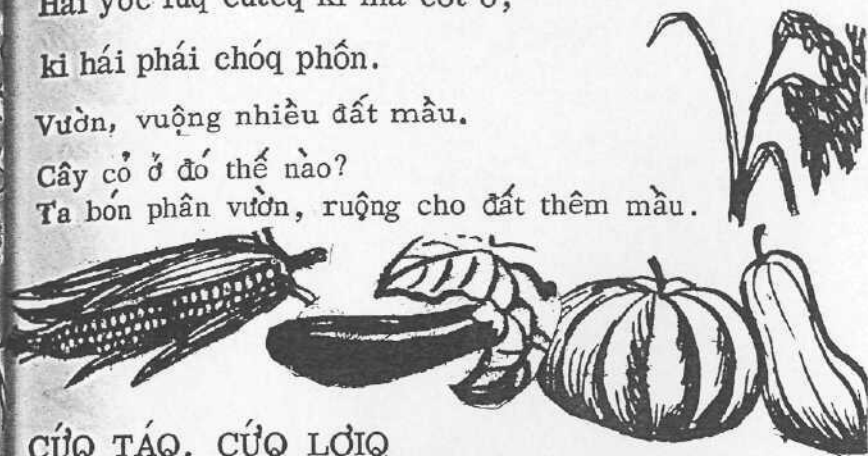 ki
ki hái phái chóq phốn.
Vườn, vuộng nhiều đất mầu.
Cây cỏ ở đó thế nào?
Ta bón phân vườn, ruộng cho đất thêm mầu.
CỨQ TÁQ, CỨQ LƠIQ